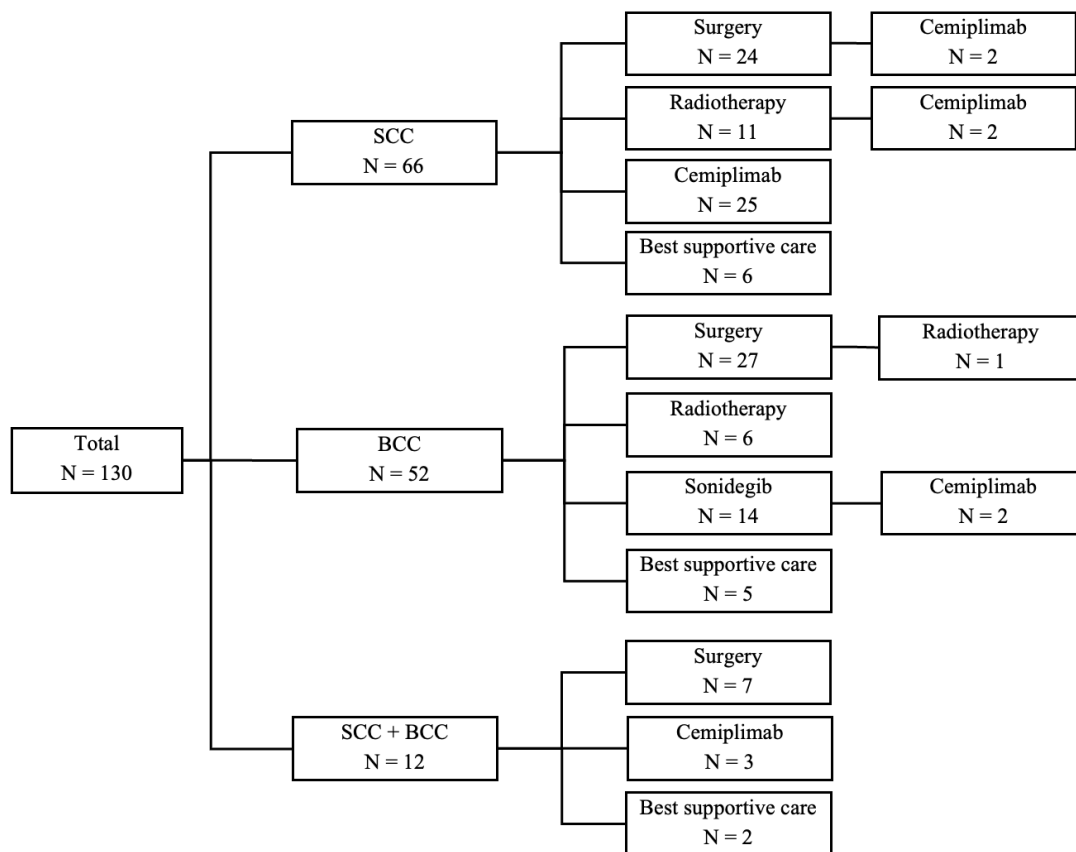 Surgery
N = 24
Cemiplimab
N = 2
Radiotherapy
N = 11
Cemiplimab
N = 2
SCC
N = 66
Cemiplimab
N = 25
Best supportive care
N = 6
Surgery
N = 27
Radiotherapy
N = 1
Radiotherapy
N = 6
Total
N = 130
BCC
N = 52
Sonidegib
N = 14
Cemiplimab
N = 2
Best supportive care
N = 5
Surgery
N = 7
SCC + BCC
N = 12
Cemiplimab
N = 3
Best supportive care
N = 2